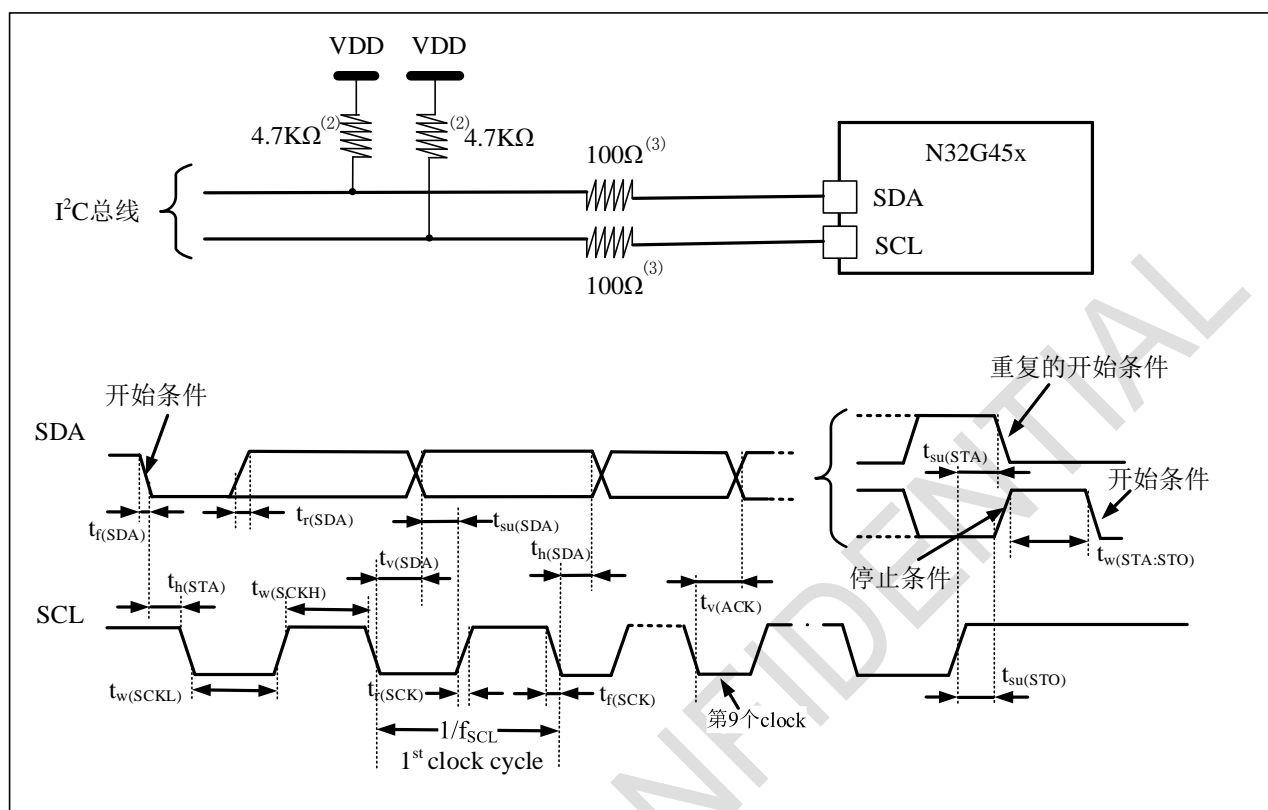 VDD VDD
4.7KΩ(2) (2)4.7KΩ
100Ω(3)
N32G45x
I²C总线
SDA
SCL
100Ω(3)
开始条件
重复的开始条件
SDA
tsu(STA)
开始条件
tf(SDA)
tr(SDA)
tsu(SDA)
tv(SDA)
th(SDA)
停止条件
tw(STA:STO)
th(STA)
tw(SCKH)
tv(ACK)
SCL
tw(SCKL)
tr(SCK)
tf(SCK)
tsu(STO)
第9个clock
1/fSCL
1st clock cycle
NFIDENTIAL